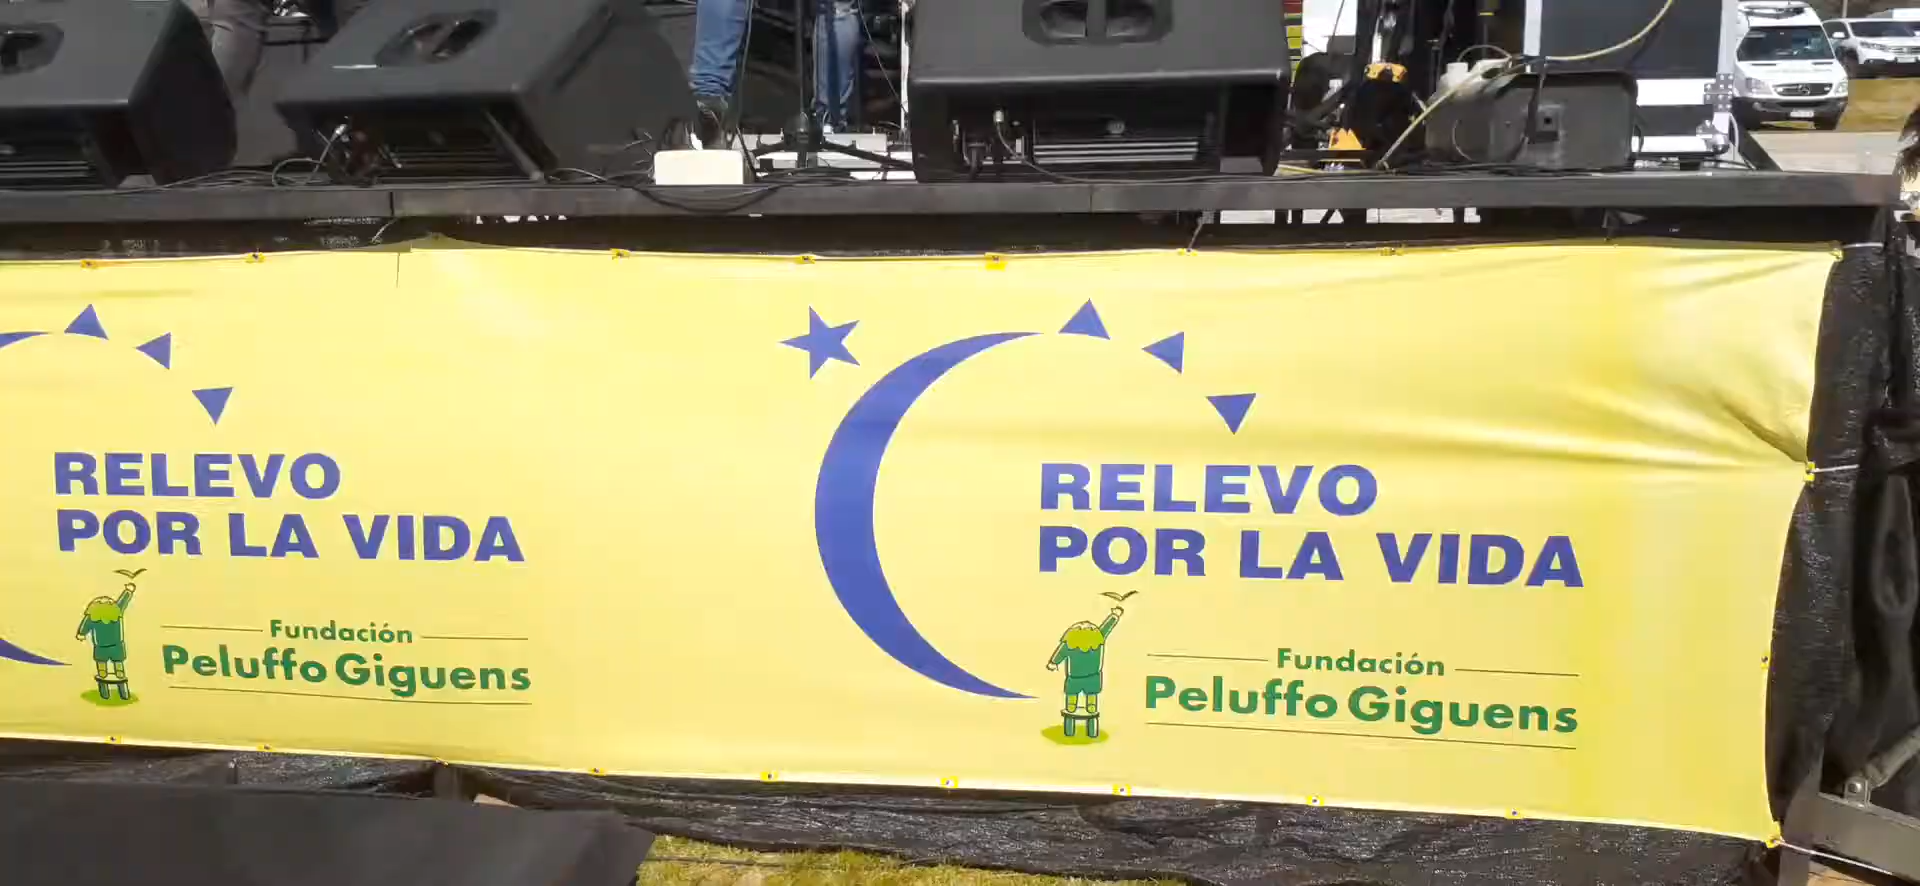 RELEVO
POR LA VIDA
Fundación
Peluffo Giguens
RELEVO
POR LA VIDA
Fundación
Peluffo Giguens